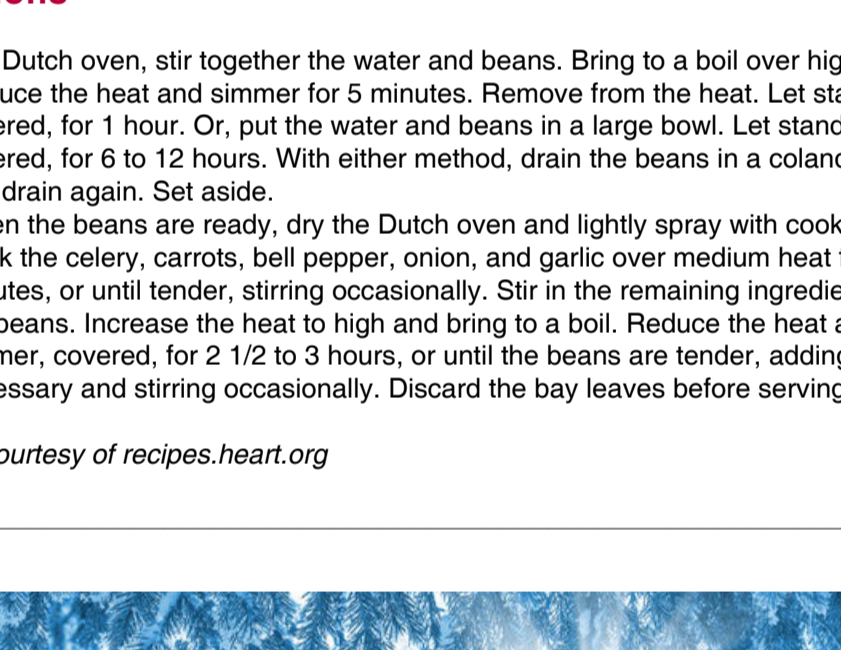 Dutch oven, stir together the water and beans. Bring to a boil over hig
uce the heat and simmer for 5 minutes. Remove from the heat. Let sta
ered, for 1 hour. Or, put the water and beans in a large bowl. Let stand
ered, for 6 to 12 hours. With either method, drain the beans in a colan
drain again. Set aside.
en the beans are ready, dry the Dutch oven and lightly spray with cook
k the celery, carrots, bell pepper, onion, and garlic over medium heat
utes, or until tender, stirring occasionally. Stir in the remaining ingredie
beans. Increase the heat to high and bring to a boil. Reduce the heat a
mer, covered, for 2 1/2 to 3 hours, or until the beans are tender, adding
essary and stirring occasionally. Discard the bay leaves before serving
ourtesy of recipes.heart.org